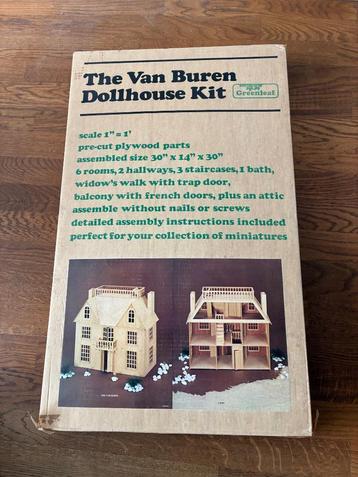 The Van Buren
Dollhouse Kit
Greenleaf
scale 1" = 1'
pre-cut plywood parts
assembled size 30" x 14" x 30"
6 rooms, 2 hallways, 3 staircases, 1 bath,
widow's walk with trap door,
balcony with french doors, plus an attic
assemble without nails or screws
detailed assembly instructions included
perfect for your collection of miniatures